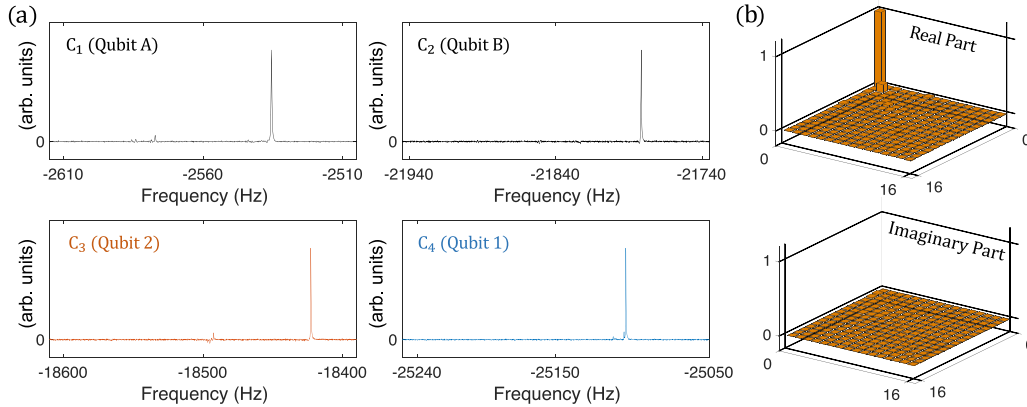 (a)
C₁ (Qubit A)
(arb. units)
0
-2610
-2560
-2510
Frequency (Hz)
C₂ (Qubit B)
(arb. units)
0
-21940
-21840
-21740
Frequency (Hz)
C₃ (Qubit 2)
(arb. units)
0
-18600
-18500
-18400
Frequency (Hz)
C₄ (Qubit 1)
(arb. units)
0
-25240
-25150
-25050
Frequency (Hz)
(b)
Real Part
1
0
0
16
16
0
Imaginary Part
1
0
0
16
16